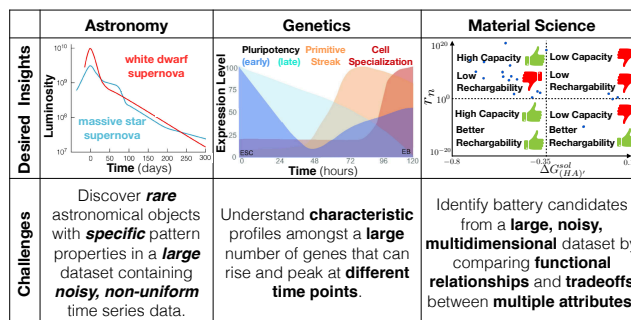 Astronomy
Genetics
Material Science
Desired Insights
Luminosity
10^10
10^9
10^8
10^7
white dwarf
supernova
massive star
supernova
0
50
100
150
200
300
Time (days)
Expression Level
100
75
50
25
0
Pluripotency
(early) (late)
Primitive
Streak
Cell
Specialization
ESC
EB
0
24
48
72
96
120
Time (hours)
10^20
10^0
10^-20
High Capacity
Low
Rechargability
Low Capacity
Low
Rechargability
High Capacity
Better
Rechargability
Low Capacity
Better
Rechargability
-0.8
-0.35
ΔG^sol_(HA)'
Challenges
Discover rare
astronomical objects
with specific pattern
properties in a large
dataset containing
noisy, non-uniform
time series data.
Understand characteristic
profiles amongst a large
number of genes that can
rise and peak at different
time points.
Identify battery candidates
from a large, noisy,
multidimensional dataset by
comparing functional
relationships and tradeoffs
between multiple attributes